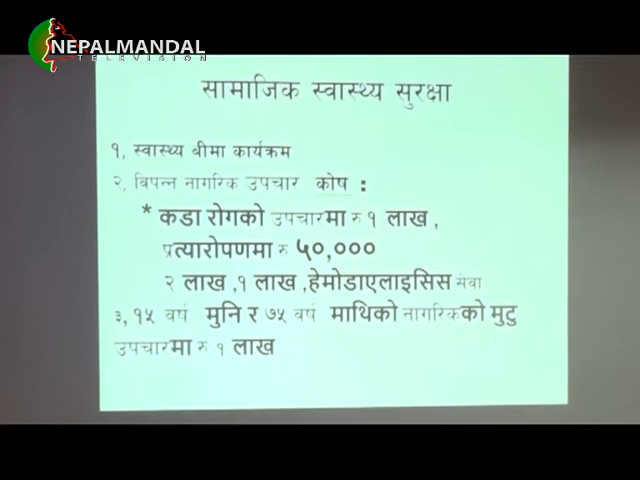 NEPALMANDAL
TELEVISION
सामाजिक स्वास्थ्य सुरक्षा
१. स्वास्थ्य बीमा कार्यक्रम
२. विपन्न नागरिक उपचार कोष :
* कडा रोगको उपचारमा रु १ लाख ,
प्रत्यारोपणमा रु ५०,०००
२ लाख ,१ लाख ,हेमोडाएलाइसिस सेवा
३, १५ वर्ष मुनि र ७५ वर्ष माथिको नागरिकको मुटु
उपचारमा रु १ लाख